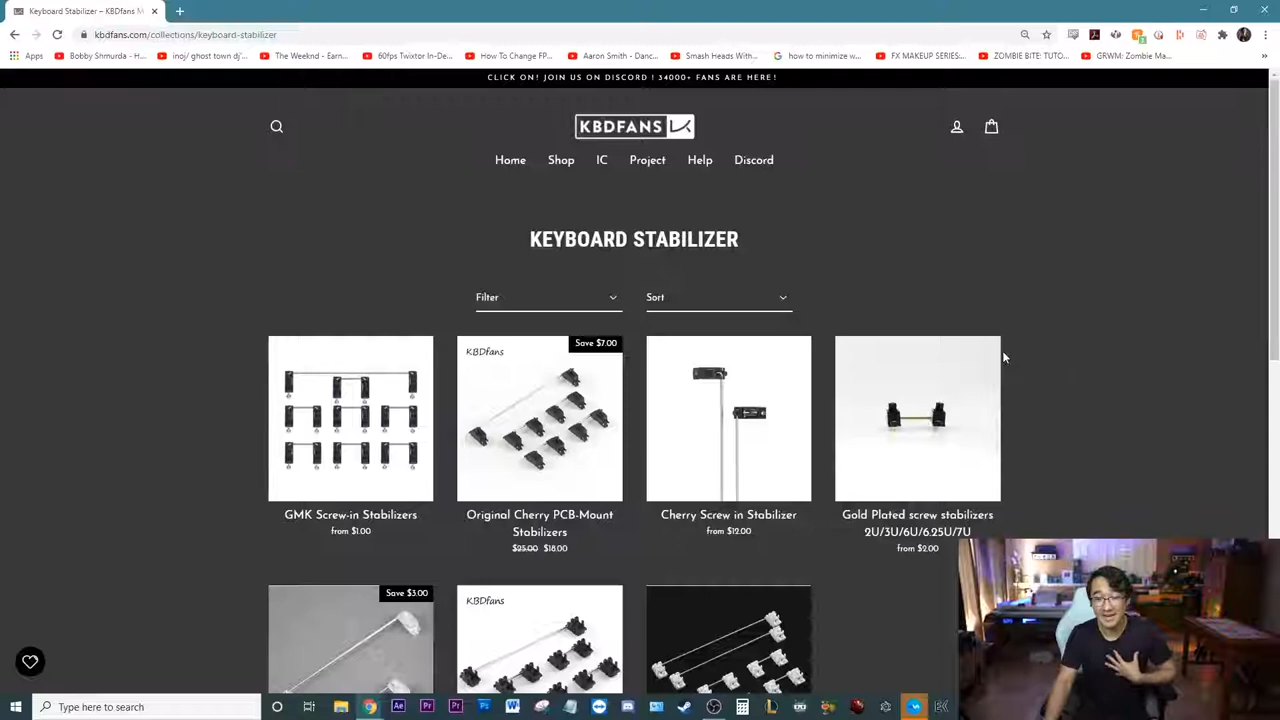 Keyboard Stabilizer – KBDfans M
kbdfans.com/collections/keyboard-stabilizer
Apps
Bobby Shmurda - H...
inoj/ ghost town dj'...
The Weeknd - Earn...
60fps Twixtor In-De...
How To Change FP...
Aaron Smith - Danc...
Smash Heads With...
how to minimize w...
FX MAKEUP SERIES:...
ZOMBIE BITE: TUTO...
GRWM: Zombie Ma...
CLICK ON! JOIN US ON DISCORD ! 34000+ FANS ARE HERE!
KBDFANS
Home Shop IC Project Help Discord
KEYBOARD STABILIZER
Filter
Sort
Save $7.00
KBDfans
GMK Screw-in Stabilizers
from $1.00
Original Cherry PCB-Mount
Stabilizers
$25.00 $18.00
Cherry Screw in Stabilizer
from $12.00
Gold Plated screw stabilizers
2U/3U/6U/6.25U/7U
from $2.00
Save $3.00
KBDfans
Type here to search